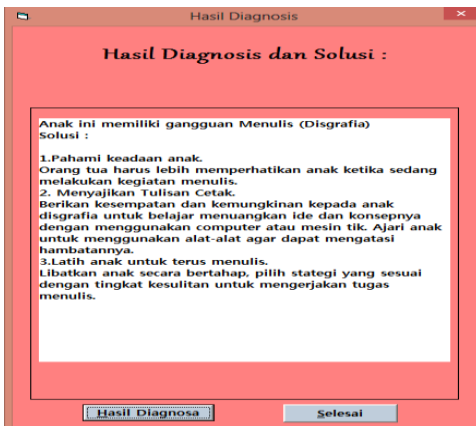 Hasil Diagnosis
Hasil Diagnosis dan Solusi :
Anak ini memiliki gangguan Menulis (Disgrafia)
Solusi :
1.Pahami keadaan anak.
Orang tua harus lebih memperhatikan anak ketika sedang
melakukan kegiatan menulis.
2. Menyajikan Tulisan Cetak.
Berikan kesempatan dan kemungkinan kepada anak
disgrafia untuk belajar menuangkan ide dan konsepnya
dengan menggunakan computer atau mesin tik. Ajari anak
untuk menggunakan alat-alat agar dapat mengatasi
hambatannya.
3.Latih anak untuk terus menulis.
Libatkan anak secara bertahap, pilih stategi yang sesuai
dengan tingkat kesulitan untuk mengerjakan tugas
menulis.
Hasil Diagnosa
Selesai